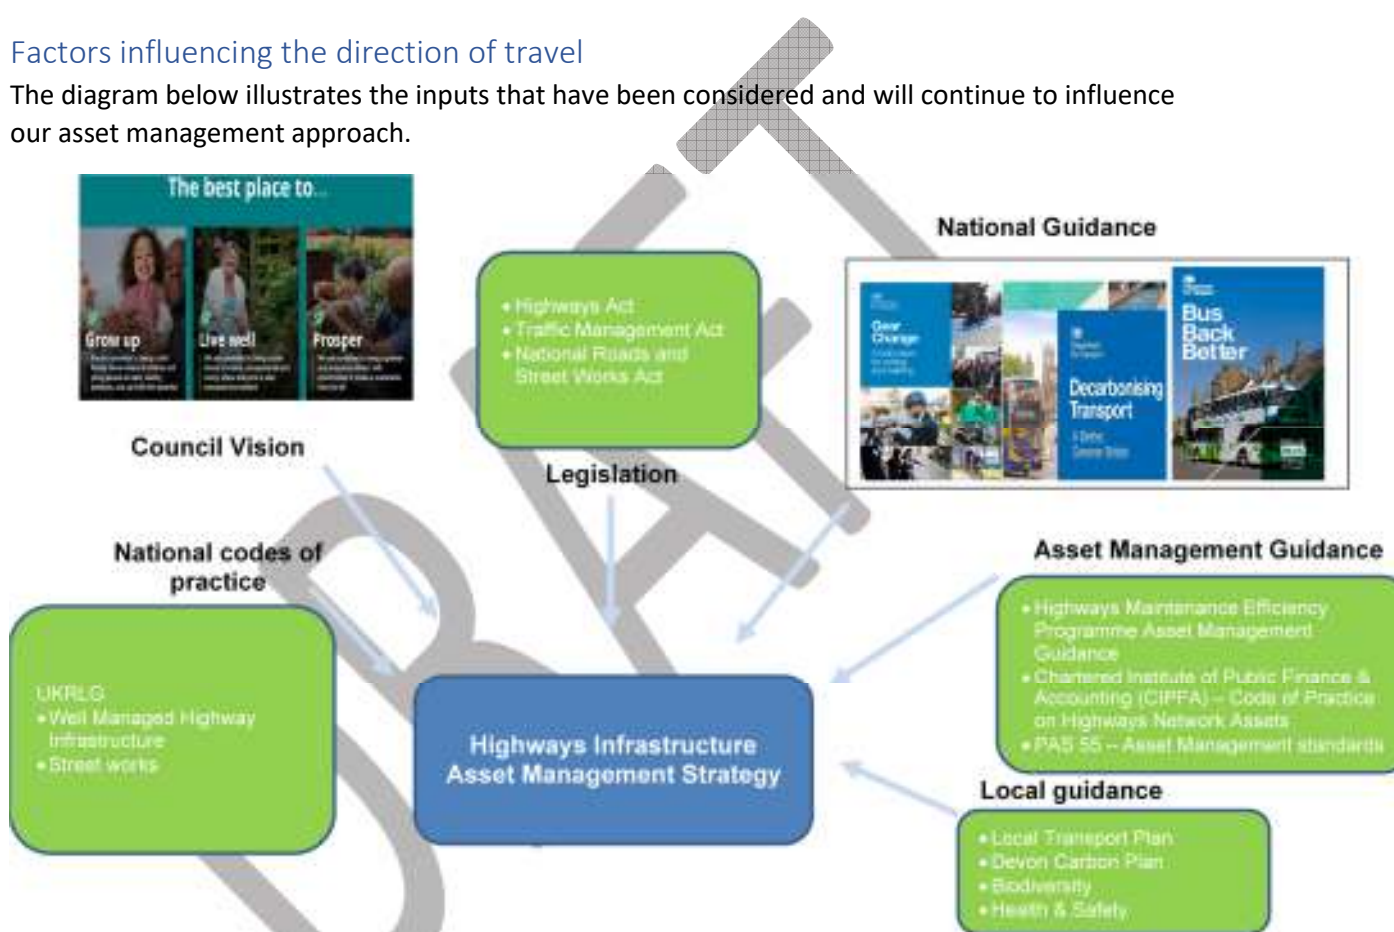 Factors influencing the direction of travel
The diagram below illustrates the inputs that have been considered and will continue to influence
our asset management approach.
The best place to...
Grow up
Live well
Prosper
Council Vision
• Highways Act
• Traffic Management Act
• National Roads and
Street Works Act
Legislation
National Guidance
Gear
Change
Decarbonising
Transport
Bus
Back
Better
National codes of
practice
UKRLG
• Well Managed Highway
Infrastructure
• Street works
Asset Management Guidance
• Highways Maintenance Efficiency
Programme Asset Management
Guidance
• Chartered Institute of Public Finance &
Accounting (CIPFA) – Code of Practice
on Highways Network Assets
• PAS 55 – Asset Management standards
Highways Infrastructure
Asset Management Strategy
Local guidance
• Local Transport Plan
• Devon Carbon Plan
• Biodiversity
• Health & Safety
DRAFT